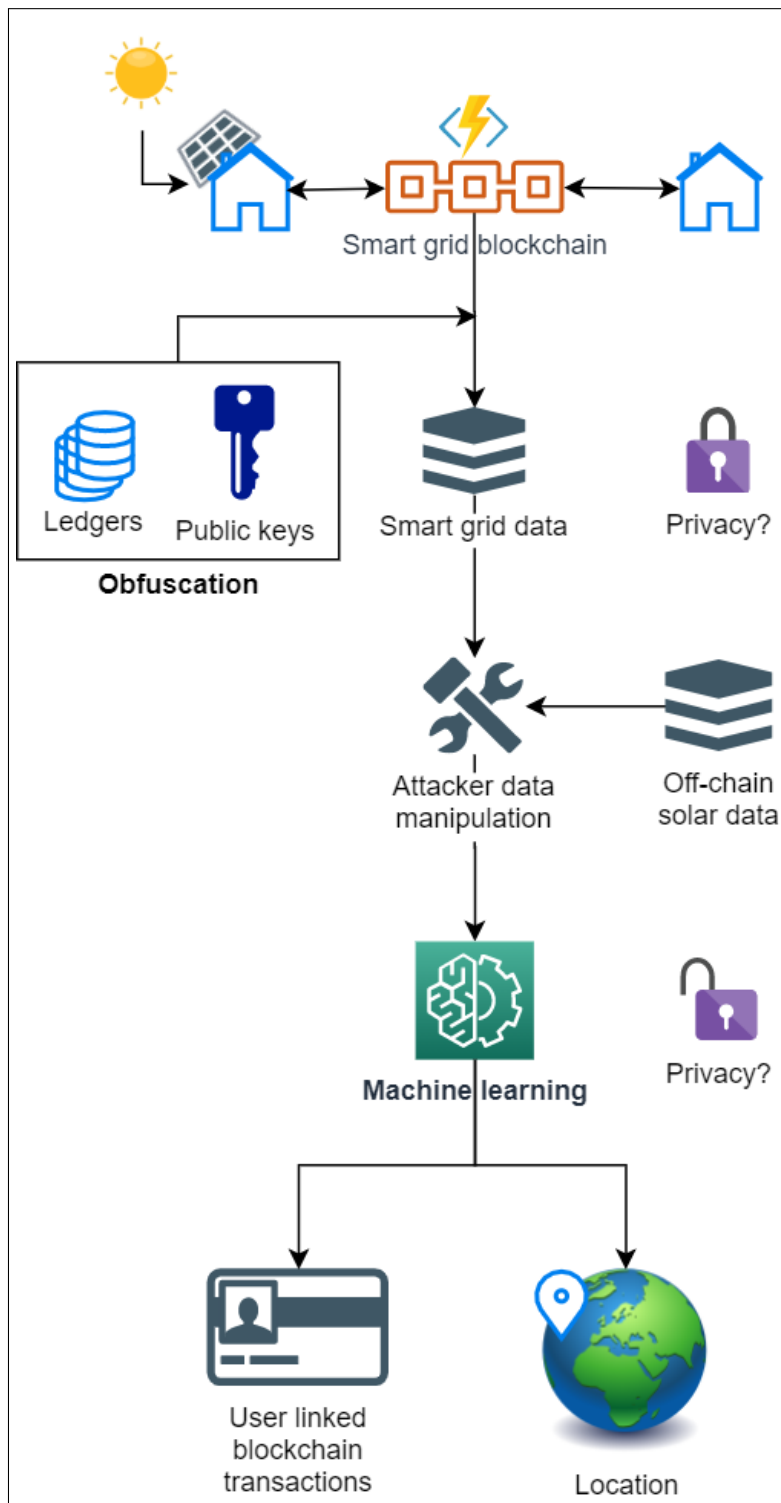 Smart grid blockchain
Ledgers
Public keys
Obfuscation
Smart grid data
Privacy?
Attacker data
manipulation
Off-chain
solar data
Machine learning
Privacy?
User linked
blockchain
transactions
Location